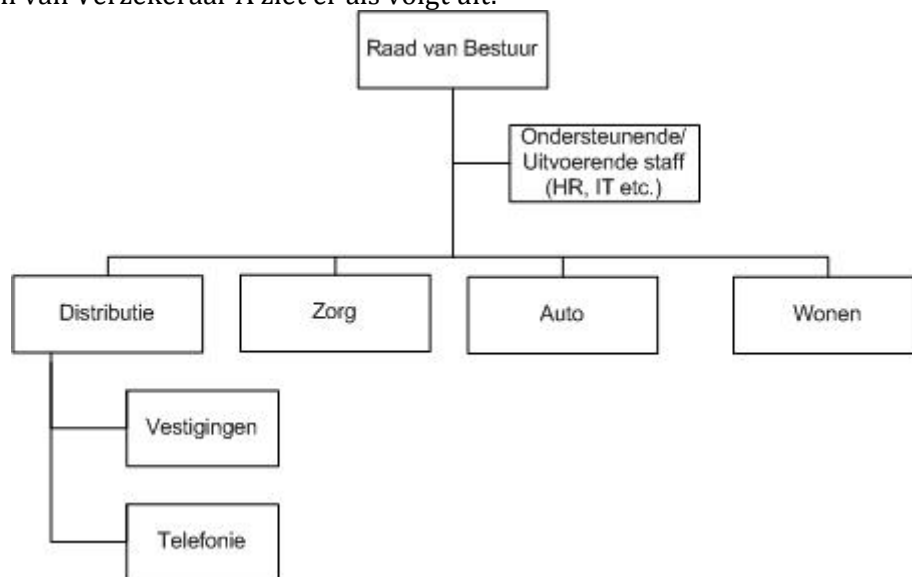 van Verzekeraar A ziet er als volgt uit:
Raad van Bestuur
Ondersteunende/
Uitvoerende staff
(HR, IT etc.)
Distributie
Zorg
Auto
Wonen
Vestigingen
Telefonie